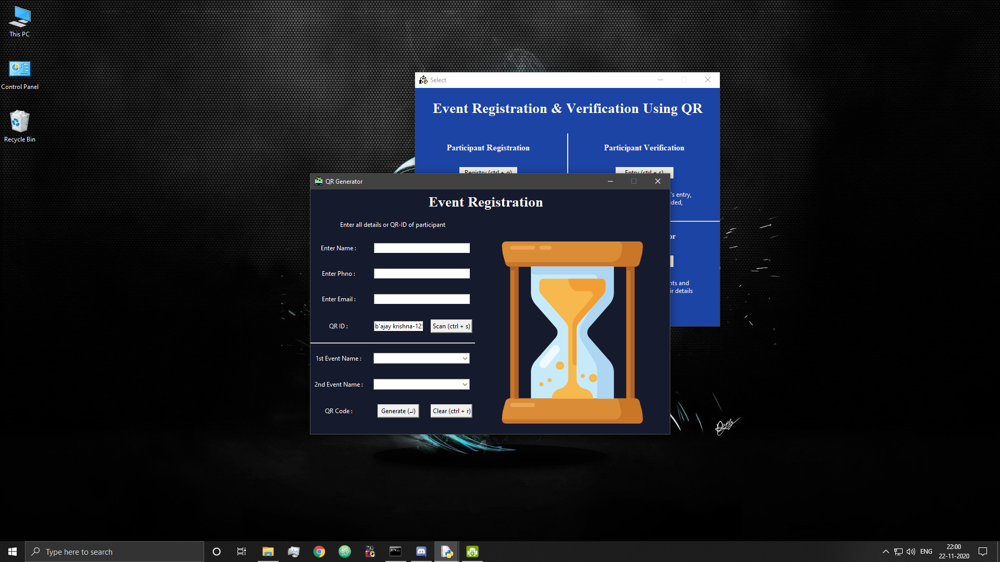 This PC
Control Panel
Recycle Bin
Select
Event Registration & Verification Using QR
Participant Registration
Participant Verification
Registry (ctrl + q)
Entry (ctrl + s)
's entry,
ided,
or
nts and
ir details
QR Generator
Event Registration
Enter all details or QR-ID of participant
Enter Name :
Enter Phno :
Enter Email :
QR ID :
b'ajay krishna-125
Scan (ctrl + s)
1st Event Name :
2nd Event Name :
QR Code :
Generate (↵)
Clear (ctrl + r)
Type here to search
ENG
22:00
22-11-2020